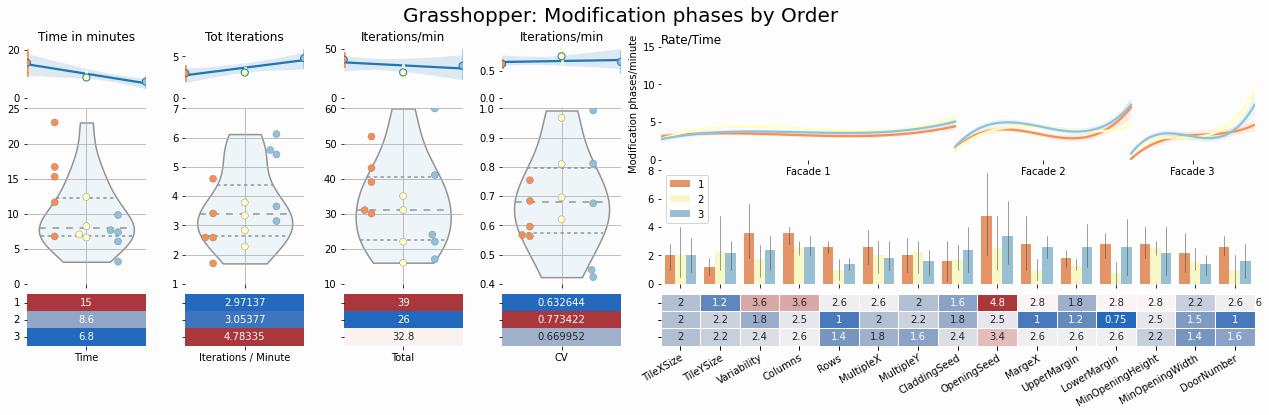 Grasshopper: Modification phases by Order
Time in minutes
Tot Iterations
Iterations/min
Iterations/min
Rate/Time
20
0
5
0
50
0
0.5
0.0
Modification phases/minute
15
10
5
0
Facade 1
Facade 2
Facade 3
25
20
15
10
5
0
7
6
5
4
3
2
1
60
50
40
30
20
10
1.0
0.9
0.8
0.7
0.6
0.5
0.4
8
6
4
2
0
1
2
3
1 15
2 8.6
3 6.8
Time
2.97137
3.05377
4.78335
Iterations / Minute
39
26
32.8
Total
0.632644
0.773422
0.669952
CV
2 1.2 3.6 3.6 2.6 2.6 2 1.6 4.8 2.8 1.8 2.8 2.8 2.2 2.6 6
2 2.2 1.8 2.5 1 2 2.2 1.8 2.5 1 1.2 0.75 2.5 1.5 1
2 2.2 2.4 2.6 1.4 1.8 1.6 2.4 3.4 2.6 2.6 2.6 2.2 1.4 1.6
TileXSize
TileYSize
Variability
Columns
Rows
MultipleX
MultipleY
CladdingSeed
OpeningSeed
MargeX
UpperMargin
LowerMargin
MinOpeningHeight
MinOpeningWidth
DoorNumber